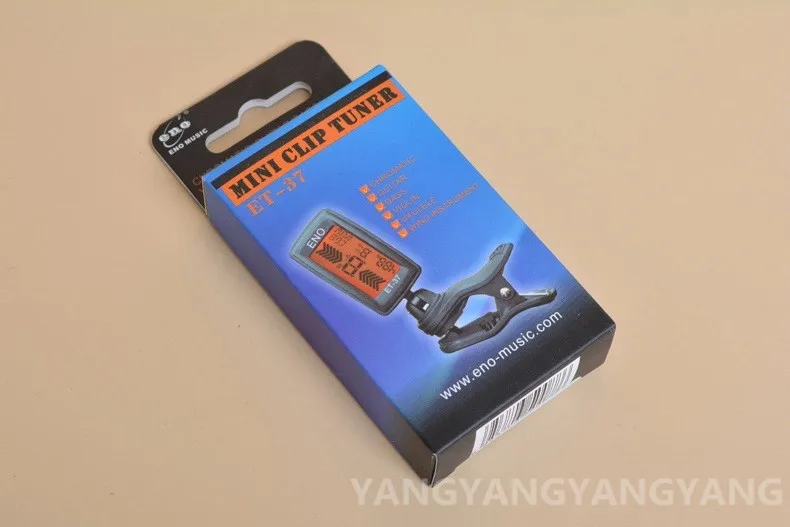 eno
ENO MUSIC
MINI CLIP TUNER
ET-37
CHROMATIC
GUITAR
BASS
VIOLIN
UKULELE
WIND INSTRUMENT
ENO
ET-37
www.eno-music.com
YANGYANGYANGYANG